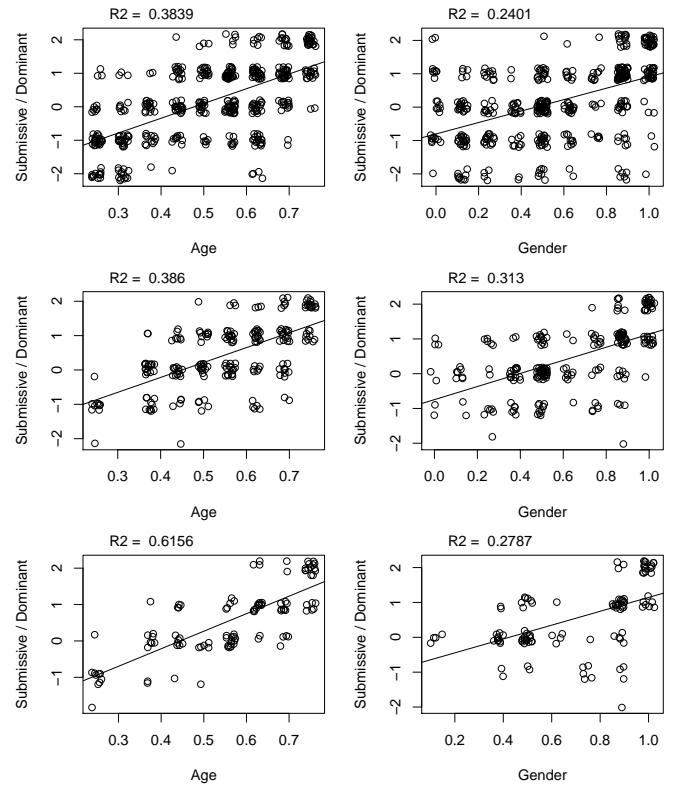 R2 = 0.3839
Submissive / Dominant
−2 −1 0 1 2
0.3 0.4 0.5 0.6 0.7
Age
R2 = 0.2401
Submissive / Dominant
−2 −1 0 1 2
0.0 0.2 0.4 0.6 0.8 1.0
Gender
R2 = 0.386
Submissive / Dominant
−2 −1 0 1 2
0.3 0.4 0.5 0.6 0.7
Age
R2 = 0.313
Submissive / Dominant
−2 −1 0 1 2
0.0 0.2 0.4 0.6 0.8 1.0
Gender
R2 = 0.6156
Submissive / Dominant
−1 0 1 2
0.3 0.4 0.5 0.6 0.7
Age
R2 = 0.2787
Submissive / Dominant
−2 −1 0 1 2
0.2 0.4 0.6 0.8 1.0
Gender